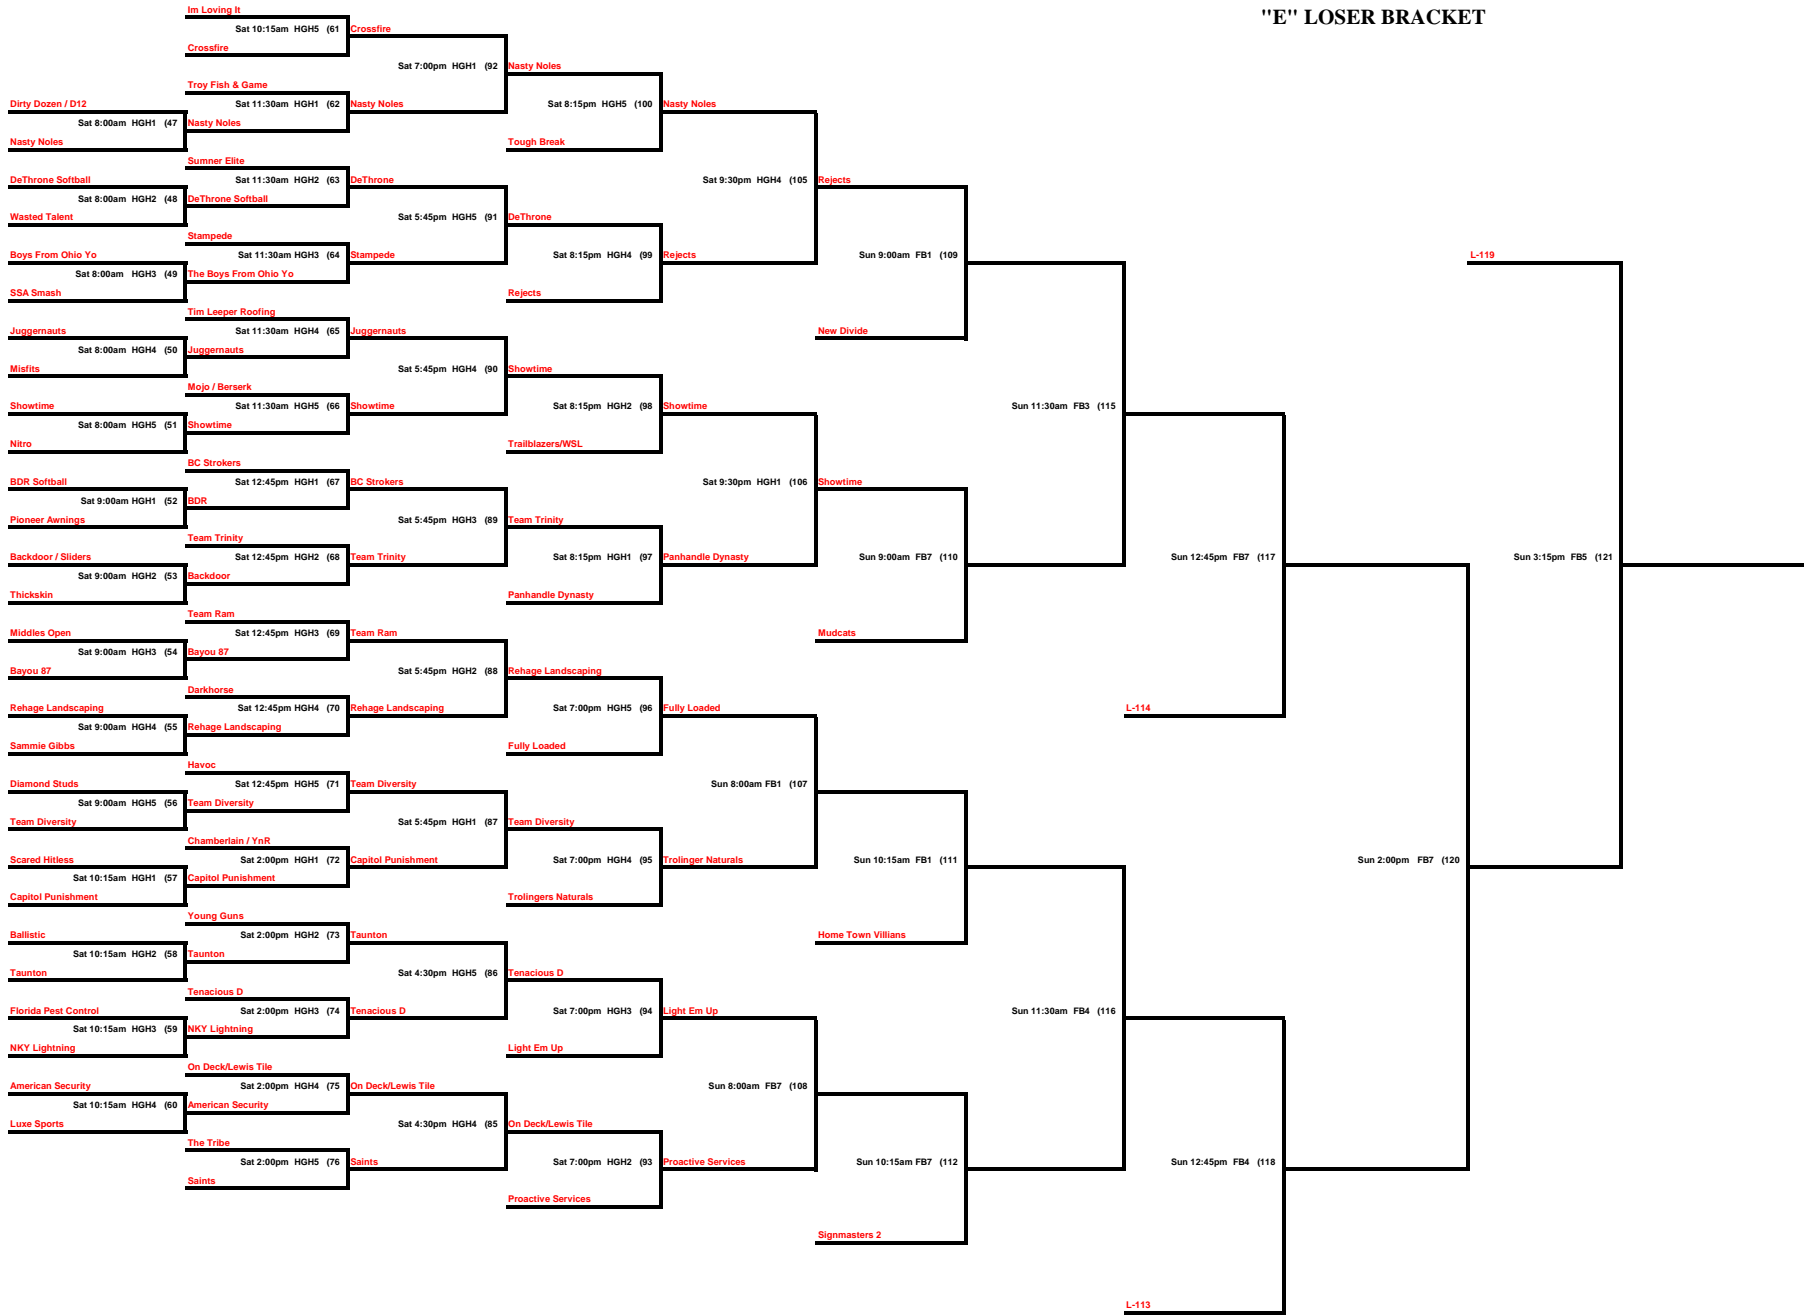 "E" LOSER BRACKET
Im Loving It
Sat 10:15am HGH5 (61
Crossfire
Crossfire
Sat 7:00pm HGH1 (92
Nasty Noles
Troy Fish & Game
Dirty Dozen / D12
Sat 11:30am HGH1 (62
Nasty Noles
Sat 8:15pm HGH5 (100
Nasty Noles
Sat 8:00am HGH1 (47
Nasty Noles
Nasty Noles
Tough Break
Sumner Elite
DeThrone Softball
Sat 11:30am HGH2 (63
DeThrone
Sat 9:30pm HGH4 (105
Rejects
Sat 8:00am HGH2 (48
DeThrone Softball
Wasted Talent
Sat 5:45pm HGH5 (91
DeThrone
Stampede
Boys From Ohio Yo
Sat 11:30am HGH3 (64
Stampede
Sat 8:15pm HGH4 (99
Rejects
Sun 9:00am FB1 (109
L-119
Sat 8:00am HGH3 (49
The Boys From Ohio Yo
SSA Smash
Rejects
Tim Leeper Roofing
Juggernauts
Sat 11:30am HGH4 (65
Juggernauts
New Divide
Sat 8:00am HGH4 (50
Juggernauts
Misfits
Sat 5:45pm HGH4 (90
Showtime
Mojo / Berserk
Showtime
Sat 11:30am HGH5 (66
Showtime
Sat 8:15pm HGH2 (98
Showtime
Sun 11:30am FB3 (115
Sat 8:00am HGH5 (51
Showtime
Nitro
Trailblazers/WSL
BC Strokers
BDR Softball
Sat 12:45pm HGH1 (67
BC Strokers
Sat 9:30pm HGH1 (106
Showtime
Sat 9:00am HGH1 (52
BDR
Pioneer Awnings
Sat 5:45pm HGH3 (89
Team Trinity
Team Trinity
Backdoor / Sliders
Sat 12:45pm HGH2 (68
Team Trinity
Sat 8:15pm HGH1 (97
Panhandle Dynasty
Sun 9:00am FB7 (110
Sun 12:45pm FB7 (117
Sun 3:15pm FB5 (121
Sat 9:00am HGH2 (53
Backdoor
Thickskin
Panhandle Dynasty
Team Ram
Middles Open
Sat 12:45pm HGH3 (69
Team Ram
Mudcats
Sat 9:00am HGH3 (54
Bayou 87
Bayou 87
Sat 5:45pm HGH2 (88
Rehage Landscaping
Darkhorse
Rehage Landscaping
Sat 12:45pm HGH4 (70
Rehage Landscaping
Sat 7:00pm HGH5 (96
Fully Loaded
L-114
Sat 9:00am HGH4 (55
Rehage Landscaping
Sammie Gibbs
Fully Loaded
Havoc
Diamond Studs
Sat 12:45pm HGH5 (71
Team Diversity
Sun 8:00am FB1 (107
Sat 9:00am HGH5 (56
Team Diversity
Team Diversity
Sat 5:45pm HGH1 (87
Team Diversity
Chamberlain / YnR
Scared Hitless
Sat 2:00pm HGH1 (72
Capitol Punishment
Sat 7:00pm HGH4 (95
Trolinger Naturals
Sun 10:15am FB1 (111
Sun 2:00pm FB7 (120
Sat 10:15am HGH1 (57
Capitol Punishment
Capitol Punishment
Trolingers Naturals
Young Guns
Ballistic
Sat 2:00pm HGH2 (73
Taunton
Home Town Villians
Sat 10:15am HGH2 (58
Taunton
Taunton
Sat 4:30pm HGH5 (86
Tenacious D
Tenacious D
Florida Pest Control
Sat 2:00pm HGH3 (74
Tenacious D
Sat 7:00pm HGH3 (94
Light Em Up
Sun 11:30am FB4 (116
Sat 10:15am HGH3 (59
NKY Lightning
NKY Lightning
Light Em Up
On Deck/Lewis Tile
American Security
Sat 2:00pm HGH4 (75
On Deck/Lewis Tile
Sun 8:00am FB7 (108
Sat 10:15am HGH4 (60
American Security
Luxe Sports
Sat 4:30pm HGH4 (85
On Deck/Lewis Tile
The Tribe
Sat 2:00pm HGH5 (76
Saints
Sat 7:00pm HGH2 (93
Proactive Services
Sun 10:15am FB7 (112
Sun 12:45pm FB4 (118
Saints
Proactive Services
Signmasters 2
L-113